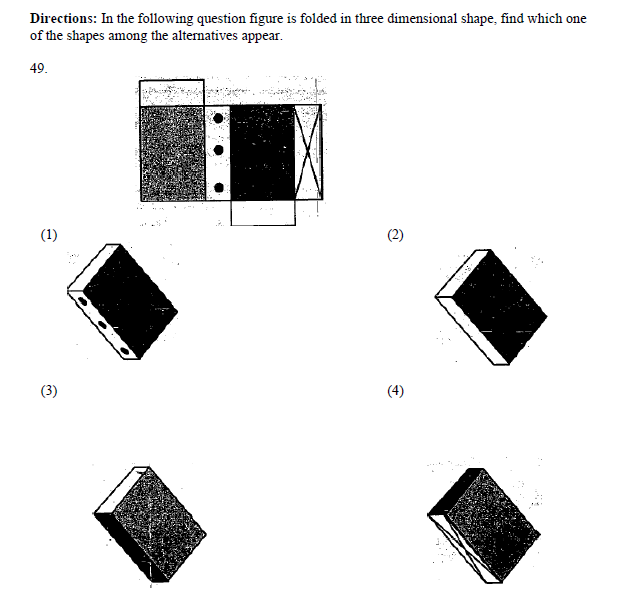 Directions: In the following question figure is folded in three dimensional shape, find which one
of the shapes among the alternatives appear.
49.
(1)
(2)
(3)
(4)